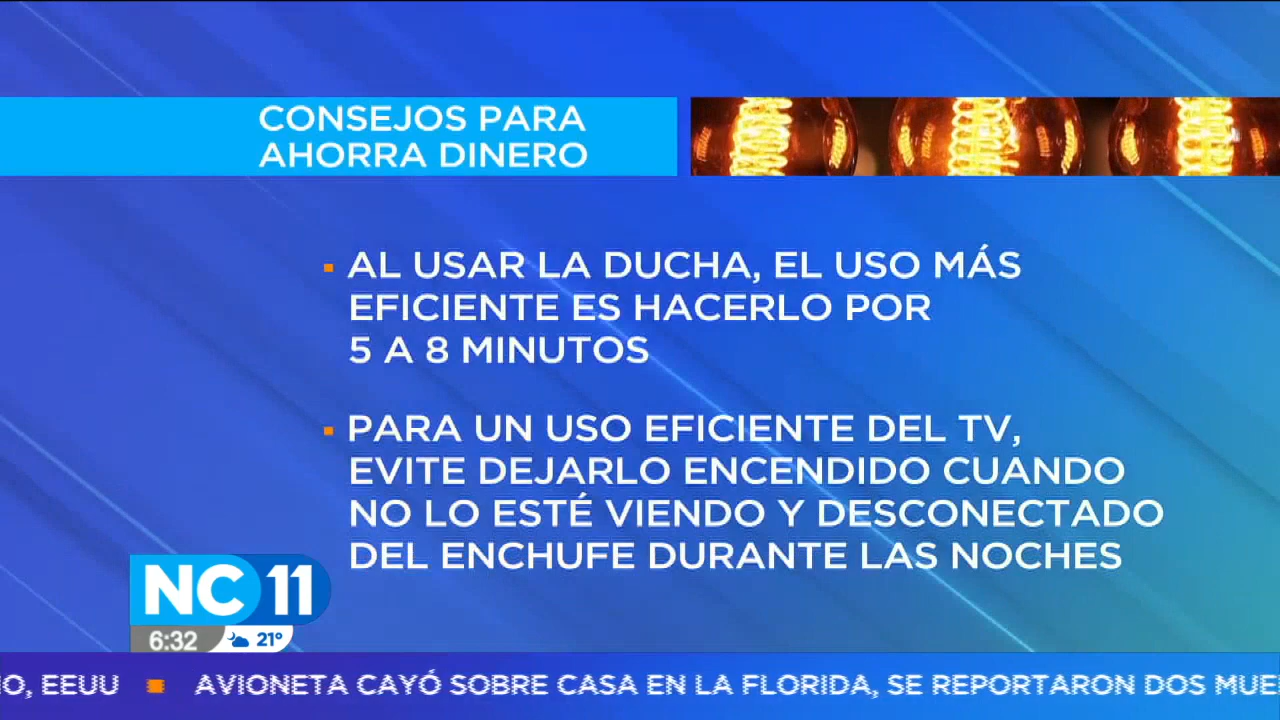 CONSEJOS PARA
AHORRA DINERO
▪ AL USAR LA DUCHA, EL USO MÁS
EFICIENTE ES HACERLO POR
5 A 8 MINUTOS
▪ PARA UN USO EFICIENTE DEL TV,
EVITE DEJARLO ENCENDIDO CUANDO
NO LO ESTÉ VIENDO Y DESCONECTADO
DEL ENCHUFE DURANTE LAS NOCHES
NC 11
6:32 21°
EEUU ▪ AVIONETA CAYÓ SOBRE CASA EN LA FLORIDA, SE REPORTARON DOS